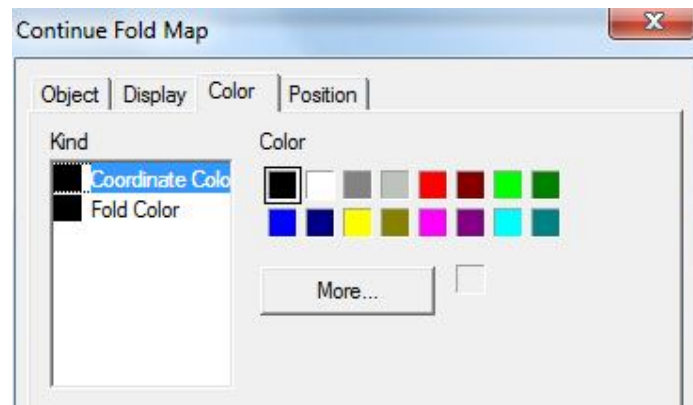 Continue Fold Map
Object Display Color Position
Kind Color
Coordinate Colo
Fold Color
More...